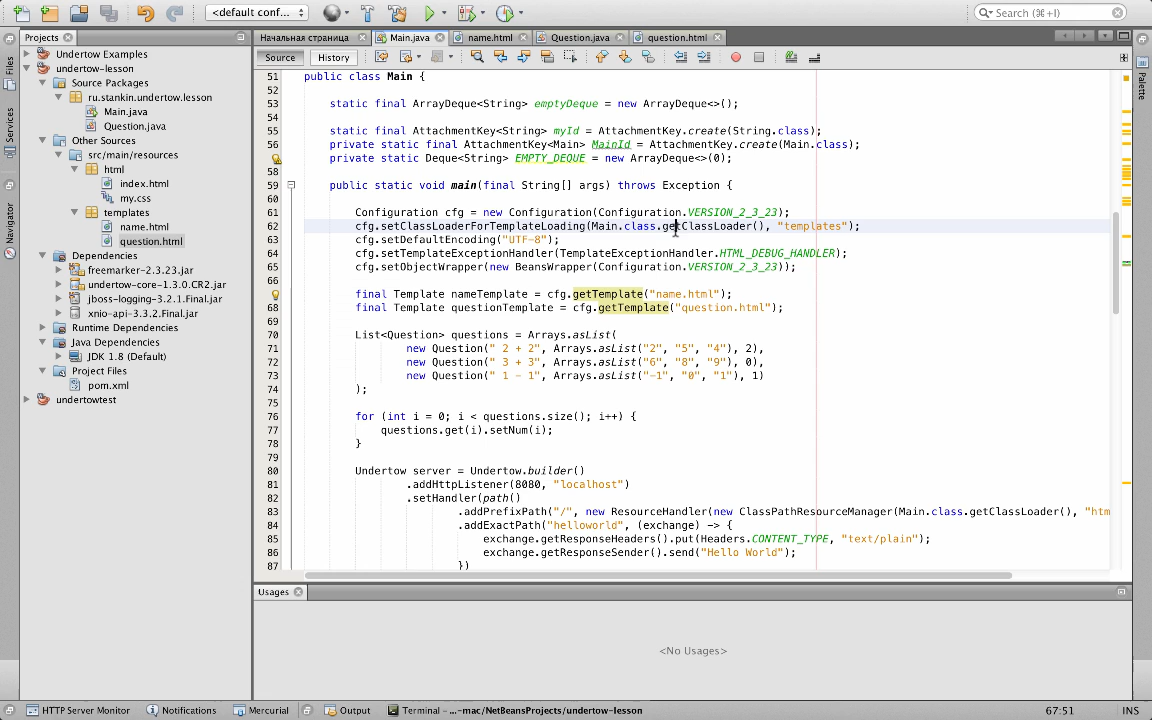 <default conf...
Search (⌘+I)
Projects
Начальная страница
Main.java
name.html
Question.java
question.html
Files
Services
Navigator
Palette
Undertow Examples
undertow-lesson
Source Packages
ru.stankin.undertow.lesson
Main.java
Question.java
Other Sources
src/main/resources
html
index.html
my.css
templates
name.html
question.html
Dependencies
freemarker-2.3.23.jar
undertow-core-1.3.0.CR2.jar
jboss-logging-3.2.1.Final.jar
xnio-api-3.3.2.Final.jar
Runtime Dependencies
Java Dependencies
JDK 1.8 (Default)
Project Files
pom.xml
undertowtest
Source History
51 public class Main {
52
53 static final ArrayDeque<String> emptyDeque = new ArrayDeque<>();
54
55 static final AttachmentKey<String> myId = AttachmentKey.create(String.class);
56 private static final AttachmentKey<Main> MainId = AttachmentKey.create(Main.class);
private static Deque<String> EMPTY_DEQUE = new ArrayDeque<>(0);
58
59 public static void main(final String[] args) throws Exception {
60
61 Configuration cfg = new Configuration(Configuration.VERSION_2_3_23);
62 cfg.setClassLoaderForTemplateLoading(Main.class.getClassLoader(), "templates");
63 cfg.setDefaultEncoding("UTF-8");
64 cfg.setTemplateExceptionHandler(TemplateExceptionHandler.HTML_DEBUG_HANDLER);
65 cfg.setObjectWrapper(new BeansWrapper(Configuration.VERSION_2_3_23));
66
final Template nameTemplate = cfg.getTemplate("name.html");
68 final Template questionTemplate = cfg.getTemplate("question.html");
69
70 List<Question> questions = Arrays.asList(
71 new Question(" 2 + 2", Arrays.asList("2", "5", "4"), 2),
72 new Question(" 3 + 3", Arrays.asList("6", "8", "9"), 0),
73 new Question(" 1 - 1", Arrays.asList("-1", "0", "1"), 1)
74 );
75
76 for (int i = 0; i < questions.size(); i++) {
77 questions.get(i).setNum(i);
78 }
79
80 Undertow server = Undertow.builder()
81 .addHttpListener(8080, "localhost")
82 .setHandler(path()
83 .addPrefixPath("/", new ResourceHandler(new ClassPathResourceManager(Main.class.getClassLoader(), "htm
84 .addExactPath("helloworld", (exchange) -> {
85 exchange.getResponseHeaders().put(Headers.CONTENT_TYPE, "text/plain");
86 exchange.getResponseSender().send("Hello World");
87 })
Usages
<No Usages>
HTTP Server Monitor
Notifications
Mercurial
Output
Terminal – ...-mac/NetBeansProjects/undertow-lesson
67:51
INS